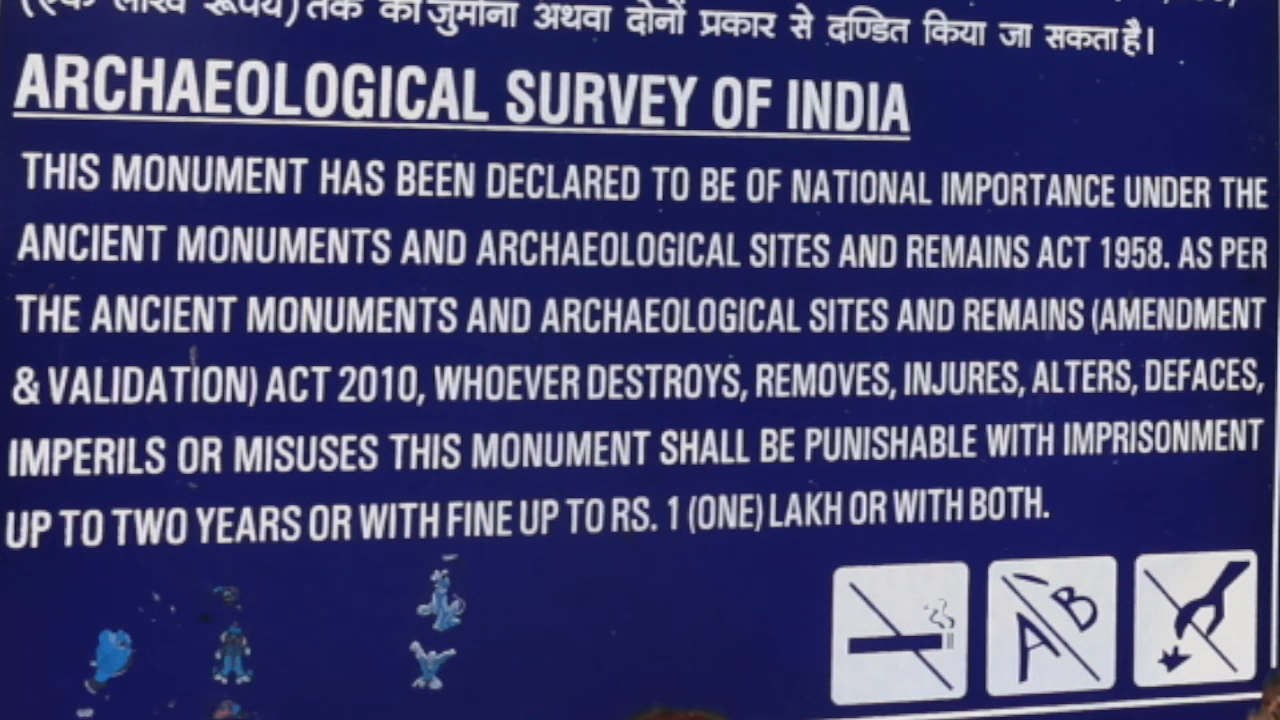 (एक लाख रूपये) तक का जुर्माना अथवा दोनों प्रकार से दण्डित किया जा सकता है।
ARCHAEOLOGICAL SURVEY OF INDIA
THIS MONUMENT HAS BEEN DECLARED TO BE OF NATIONAL IMPORTANCE UNDER THE
ANCIENT MONUMENTS AND ARCHAEOLOGICAL SITES AND REMAINS ACT 1958. AS PER
THE ANCIENT MONUMENTS AND ARCHAEOLOGICAL SITES AND REMAINS (AMENDMENT
& VALIDATION) ACT 2010, WHOEVER DESTROYS, REMOVES, INJURES, ALTERS, DEFACES,
IMPERILS OR MISUSES THIS MONUMENT SHALL BE PUNISHABLE WITH IMPRISONMENT
UP TO TWO YEARS OR WITH FINE UP TO RS. 1 (ONE) LAKH OR WITH BOTH.
A B